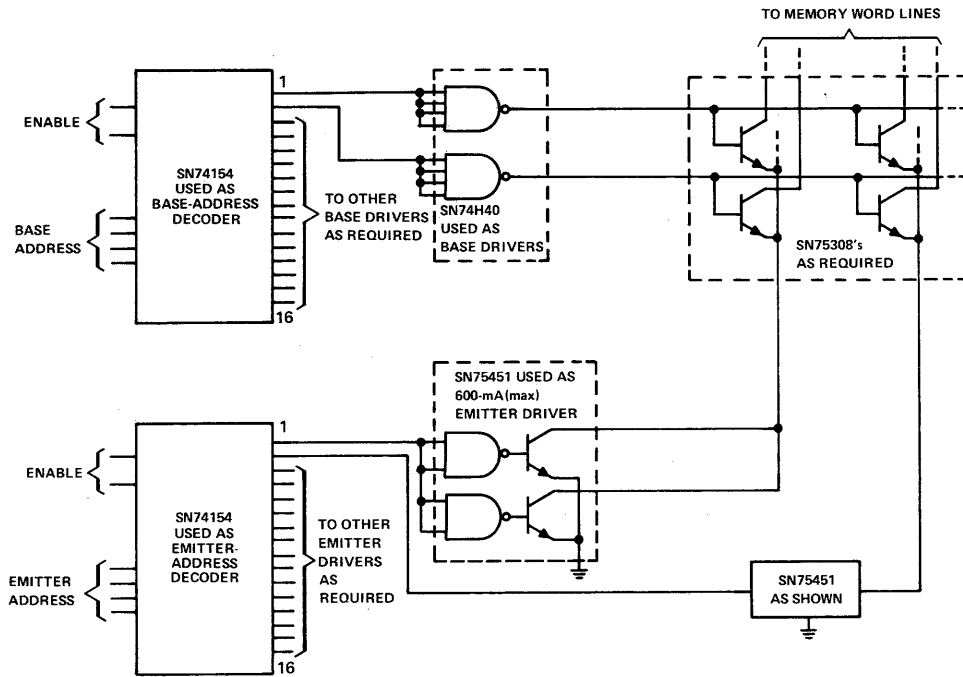 TO MEMORY WORD LINES
1
ENABLE
SN74154
USED AS
BASE-ADDRESS
DECODER
BASE
ADDRESS
TO OTHER
BASE DRIVERS
AS REQUIRED
16
SN74H40
USED AS
BASE DRIVERS
SN75308's
AS REQUIRED
SN75451 USED AS
600-mA(max)
EMITTER DRIVER
1
ENABLE
SN74154
USED AS
EMITTER-
ADDRESS
DECODER
EMITTER
ADDRESS
TO OTHER
EMITTER
DRIVERS
AS
REQUIRED
16
SN75451
AS SHOWN